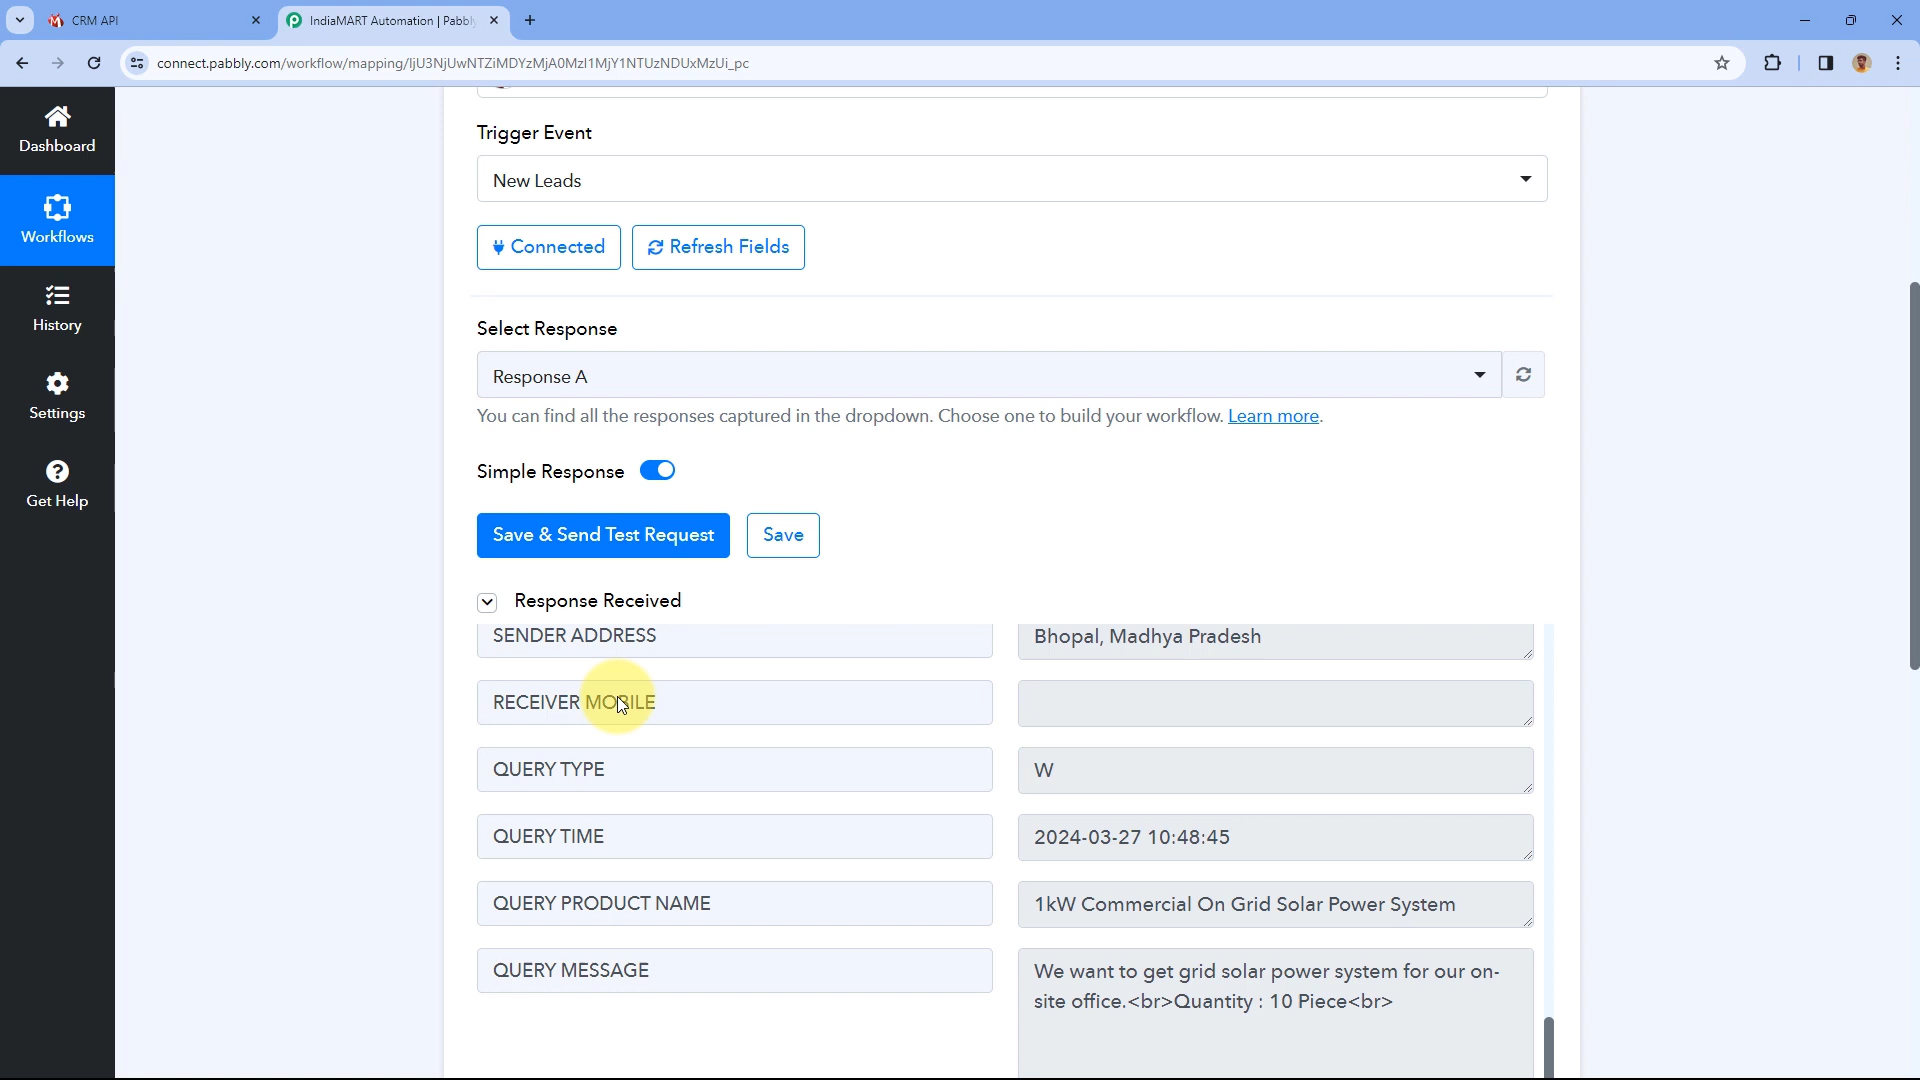 CRM API
IndiaMART Automation | Pabbly
connect.pabbly.com/workflow/mapping/IjU3NjUwNTZiMDYzMjA0MzI1MjY1NTUzNDUxMzUi_pc
Dashboard
Workflows
History
Settings
Get Help
Trigger Event
New Leads
Connected
Refresh Fields
Select Response
Response A
You can find all the responses captured in the dropdown. Choose one to build your workflow. Learn more.
Simple Response
Save & Send Test Request
Save
Response Received
SENDER ADDRESS
Bhopal, Madhya Pradesh
RECEIVER MOBILE
QUERY TYPE
W
QUERY TIME
2024-03-27 10:48:45
QUERY PRODUCT NAME
1kW Commercial On Grid Solar Power System
QUERY MESSAGE
We want to get grid solar power system for our on-
site office.<br>Quantity : 10 Piece<br>